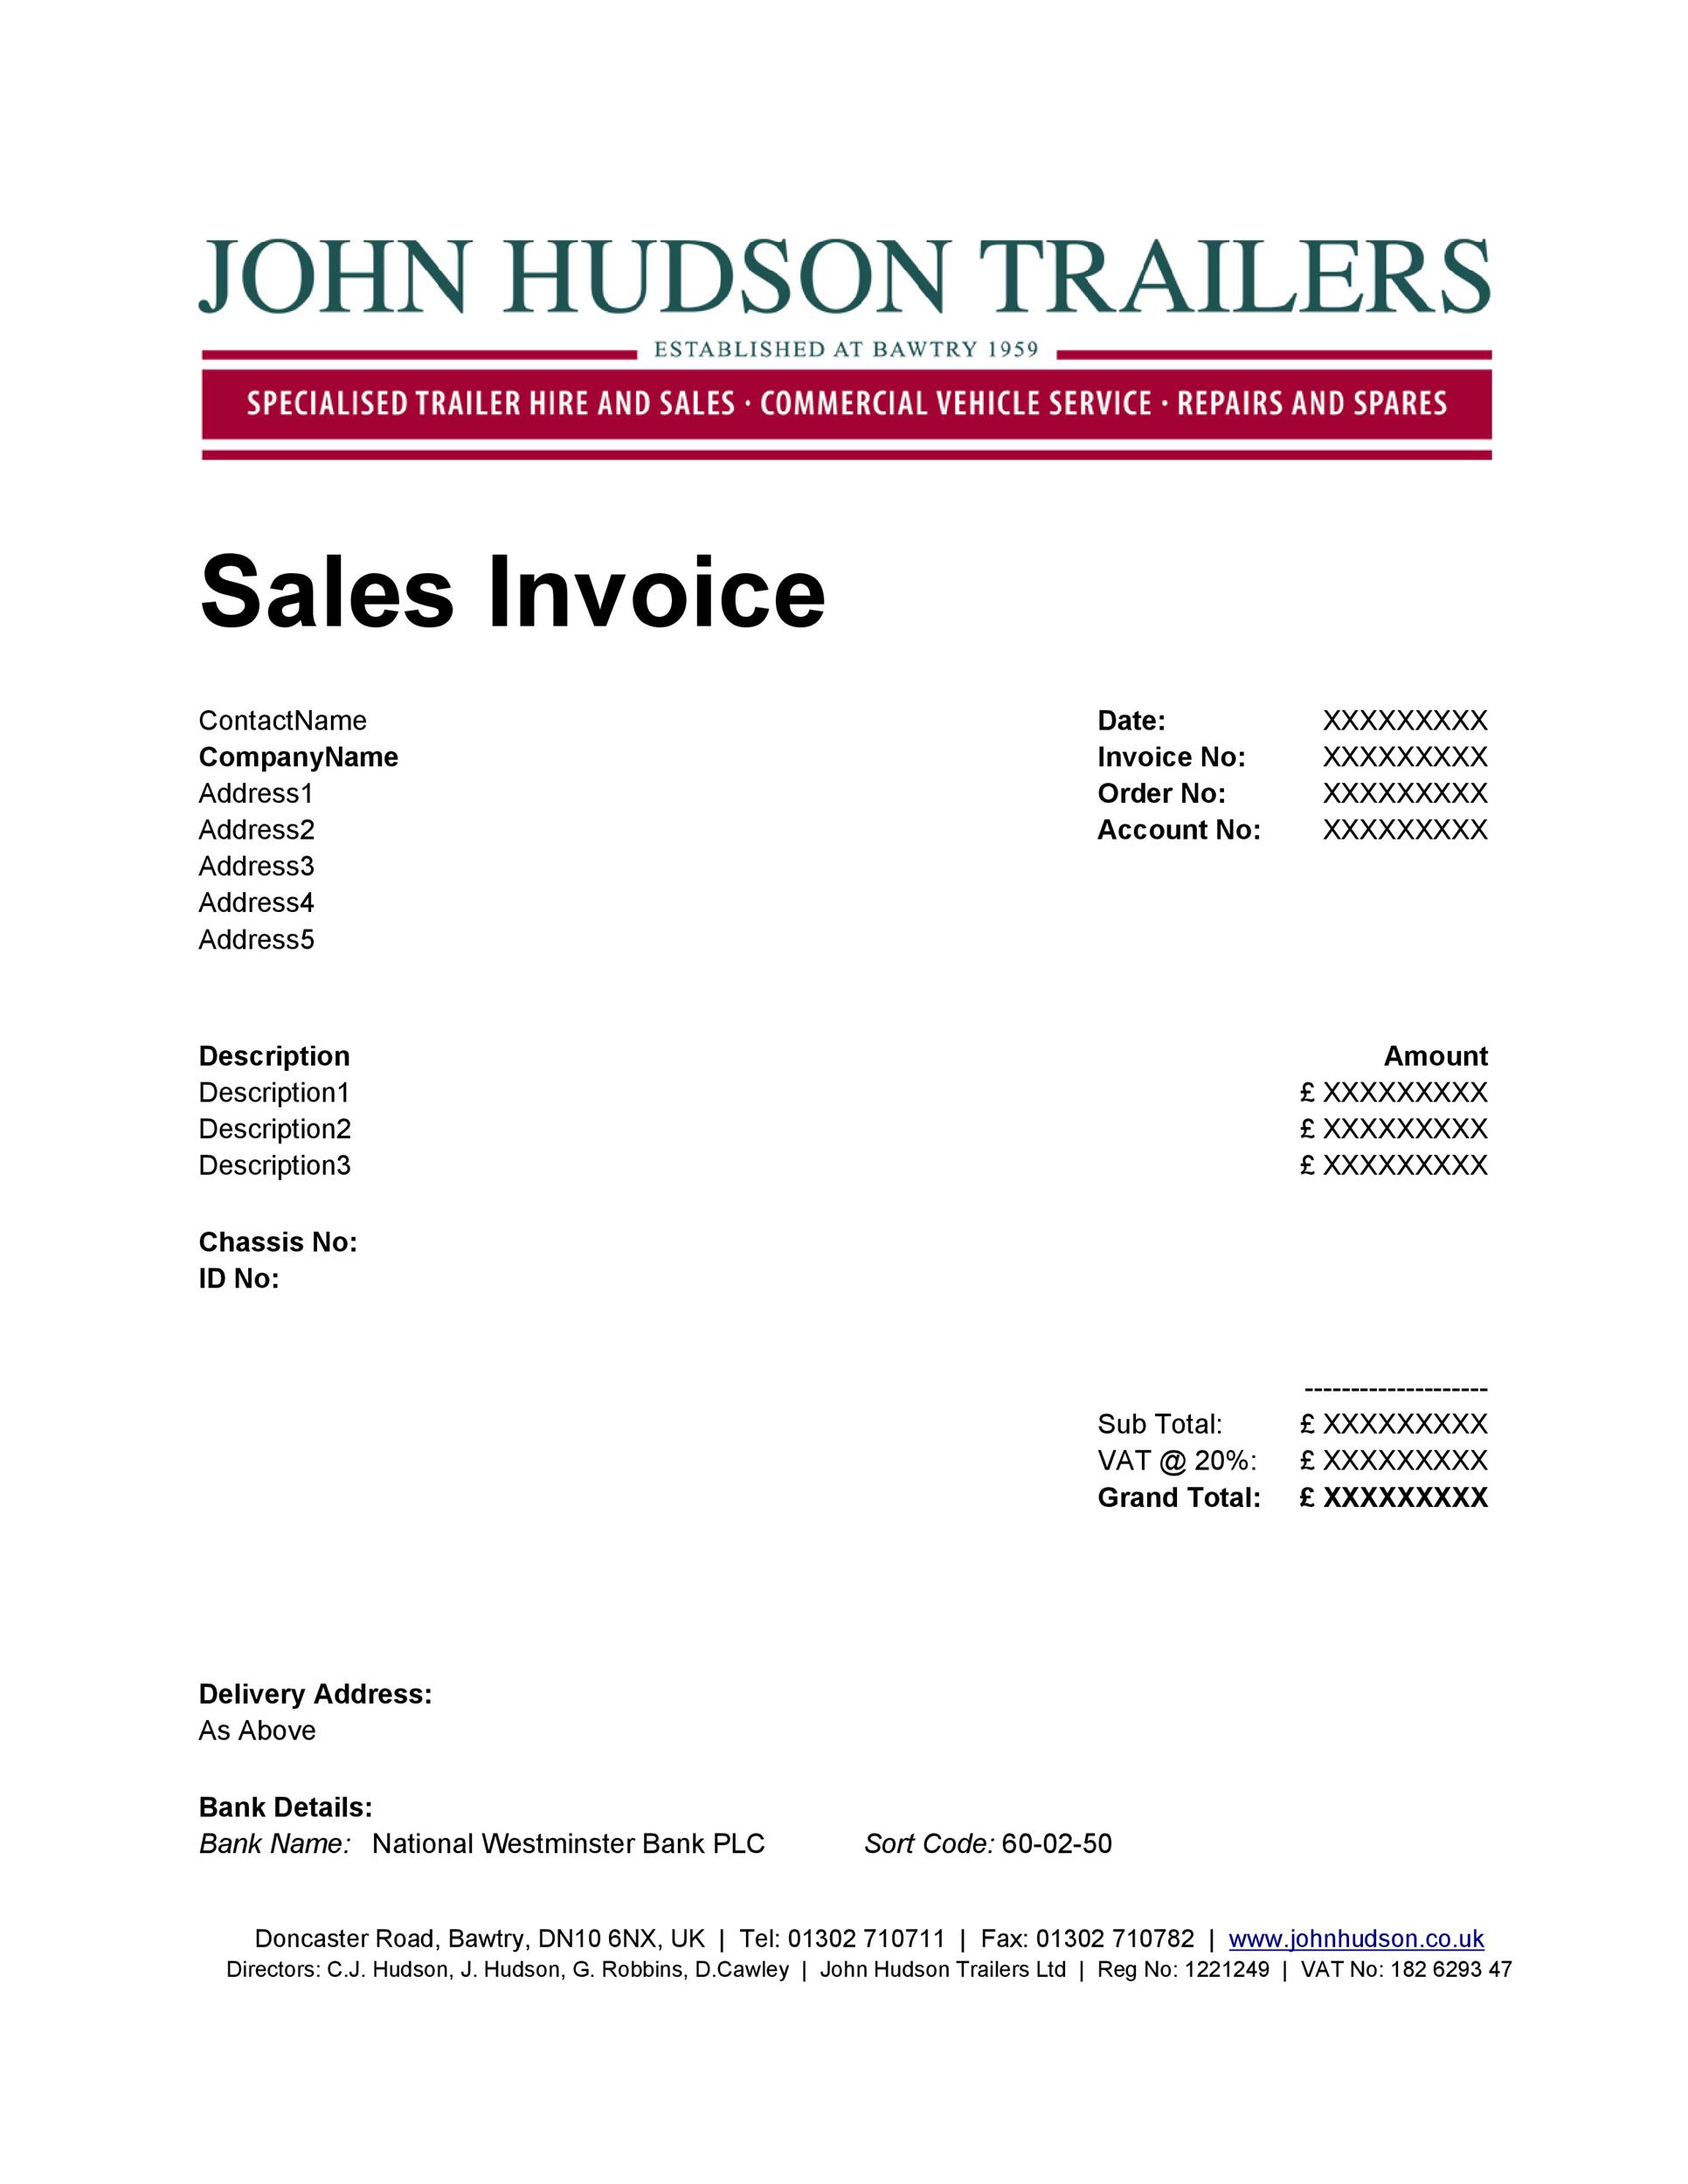 JOHN HUDSON TRAILERS
ESTABLISHED AT BAWTRY 1959
SPECIALISED TRAILER HIRE AND SALES · COMMERCIAL VEHICLE SERVICE · REPAIRS AND SPARES
Sales Invoice
ContactName
CompanyName
Address1
Address2
Address3
Address4
Address5
Date: XXXXXXXXX
Invoice No: XXXXXXXXX
Order No: XXXXXXXXX
Account No: XXXXXXXXX
Description Amount
Description1 £ XXXXXXXXX
Description2 £ XXXXXXXXX
Description3 £ XXXXXXXXX
Chassis No:
ID No:
--------------------
Sub Total: £ XXXXXXXXX
VAT @ 20%: £ XXXXXXXXX
Grand Total: £ XXXXXXXXX
Delivery Address:
As Above
Bank Details:
Bank Name: National Westminster Bank PLC Sort Code: 60-02-50
Doncaster Road, Bawtry, DN10 6NX, UK | Tel: 01302 710711 | Fax: 01302 710782 | www.johnhudson.co.uk
Directors: C.J. Hudson, J. Hudson, G. Robbins, D.Cawley | John Hudson Trailers Ltd | Reg No: 1221249 | VAT No: 182 6293 47